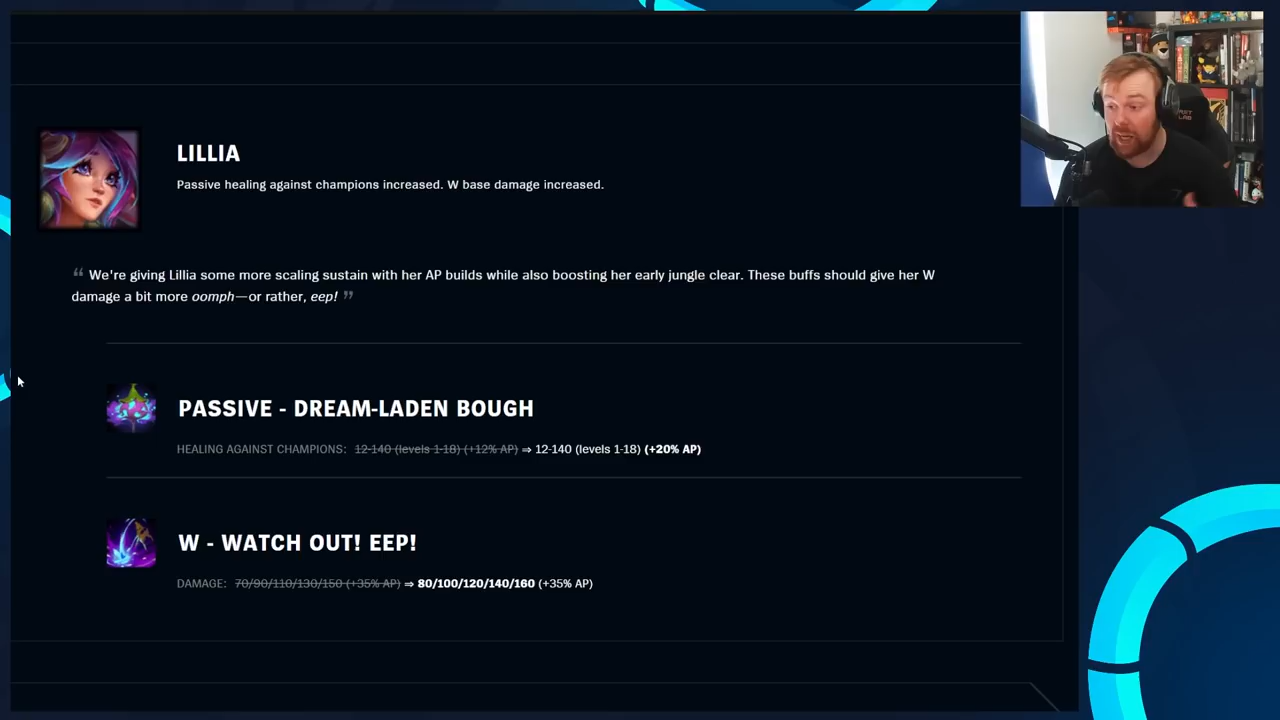 LILLIA
Passive healing against champions increased. W base damage increased.
“ We're giving Lillia some more scaling sustain with her AP builds while also boosting her early jungle clear. These buffs should give her W
damage a bit more oomph—or rather, eep! ”
PASSIVE - DREAM-LADEN BOUGH
HEALING AGAINST CHAMPIONS: 12-140 (levels 1-18) (+12% AP) ⇒ 12-140 (levels 1-18) (+20% AP)
W - WATCH OUT! EEP!
DAMAGE: 70/90/110/130/150 (+35% AP) ⇒ 80/100/120/140/160 (+35% AP)